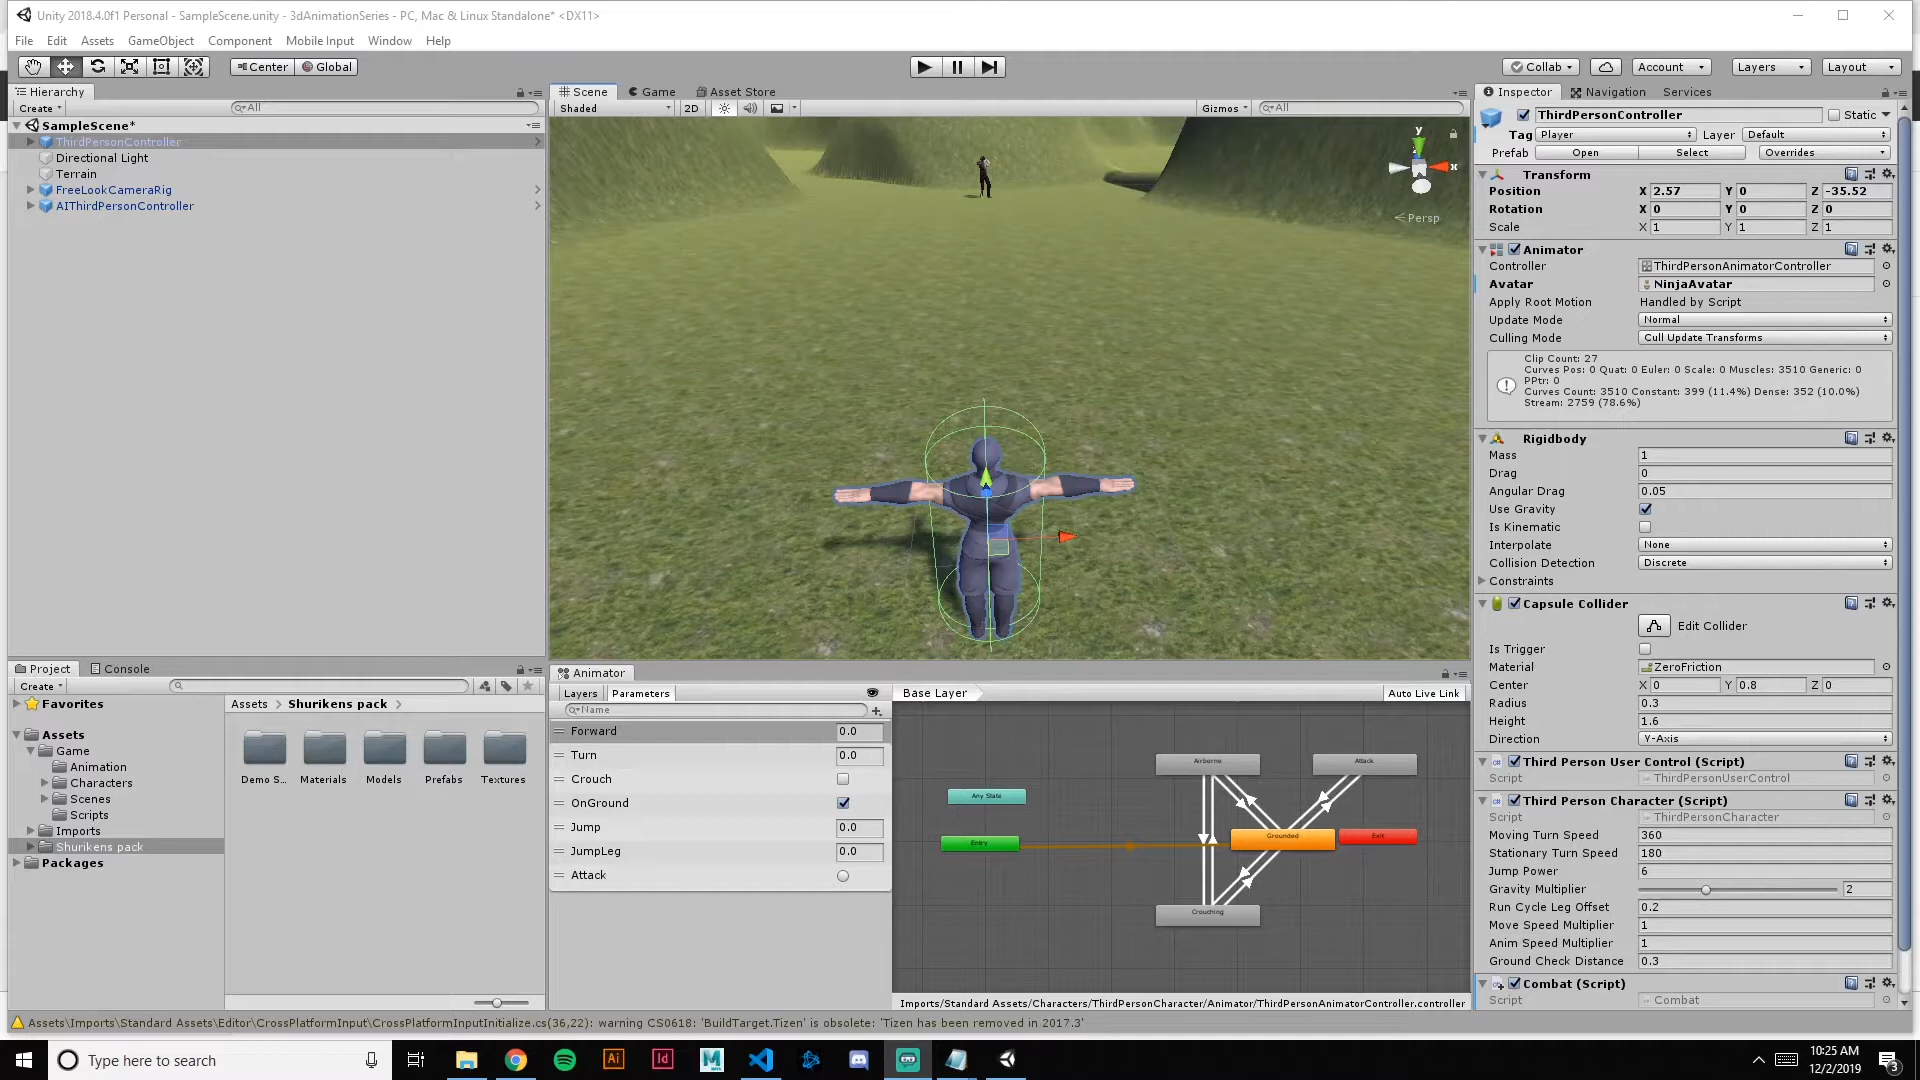 Unity 2018.4.0f1 Personal - SampleScene.unity - 3dAnimationSeries - PC, Mac & Linux Standalone* <DX11>
File Edit Assets GameObject Component Mobile Input Window Help
Center Global Collab Account Layers Layout
Hierarchy
Create All
SampleScene*
ThirdPersonController
Directional Light
Terrain
FreeLookCameraRig
AIThirdPersonController
Scene Game Asset Store
Shaded 2D Gizmos All
y
x
Persp
Inspector Navigation Services
ThirdPersonController Static
Tag Player Layer Default
Prefab Open Select Overrides
Transform
Position X 2.57 Y 0 Z -35.52
Rotation X 0 Y 0 Z 0
Scale X 1 Y 1 Z 1
Animator
Controller ThirdPersonAnimatorController
Avatar NinjaAvatar
Apply Root Motion Handled by Script
Update Mode Normal
Culling Mode Cull Update Transforms
Clip Count: 27
Curves Pos: 0 Quat: 0 Euler: 0 Scale: 0 Muscles: 3510 Generic: 0
PPtr: 0
Curves Count: 3510 Constant: 399 (11.4%) Dense: 352 (10.0%)
Stream: 2759 (78.6%)
Rigidbody
Mass 1
Drag 0
Angular Drag 0.05
Use Gravity
Is Kinematic
Interpolate None
Collision Detection Discrete
Constraints
Capsule Collider
Edit Collider
Is Trigger
Material ZeroFriction
Center X 0 Y 0.8 Z 0
Radius 0.3
Height 1.6
Direction Y-Axis
Third Person User Control (Script)
Script ThirdPersonUserControl
Third Person Character (Script)
Script ThirdPersonCharacter
Moving Turn Speed 360
Stationary Turn Speed 180
Jump Power 6
Gravity Multiplier 2
Run Cycle Leg Offset 0.2
Move Speed Multiplier 1
Anim Speed Multiplier 1
Ground Check Distance 0.3
Combat (Script)
Script Combat
Project Console
Create
Favorites
Assets
Game
Animation
Characters
Scenes
Scripts
Imports
Shurikens pack
Packages
Assets Shurikens pack
Demo S... Materials Models Prefabs Textures
Animator
Layers Parameters
Name
Forward 0.0
Turn 0.0
Crouch
OnGround
Jump 0.0
JumpLeg 0.0
Attack
Base Layer Auto Live Link
Airborne Attack
Any State
Entry Grounded Exit
Crouching
Imports/Standard Assets/Characters/ThirdPersonCharacter/Animator/ThirdPersonAnimatorController.controller
Assets\Imports\Standard Assets\Editor\CrossPlatformInput\CrossPlatformInputInitialize.cs(36,22): warning CS0618: 'BuildTarget.Tizen' is obsolete: 'Tizen has been removed in 2017.3'
Type here to search
Ai
Id
M
10:25 AM
12/2/2019
3